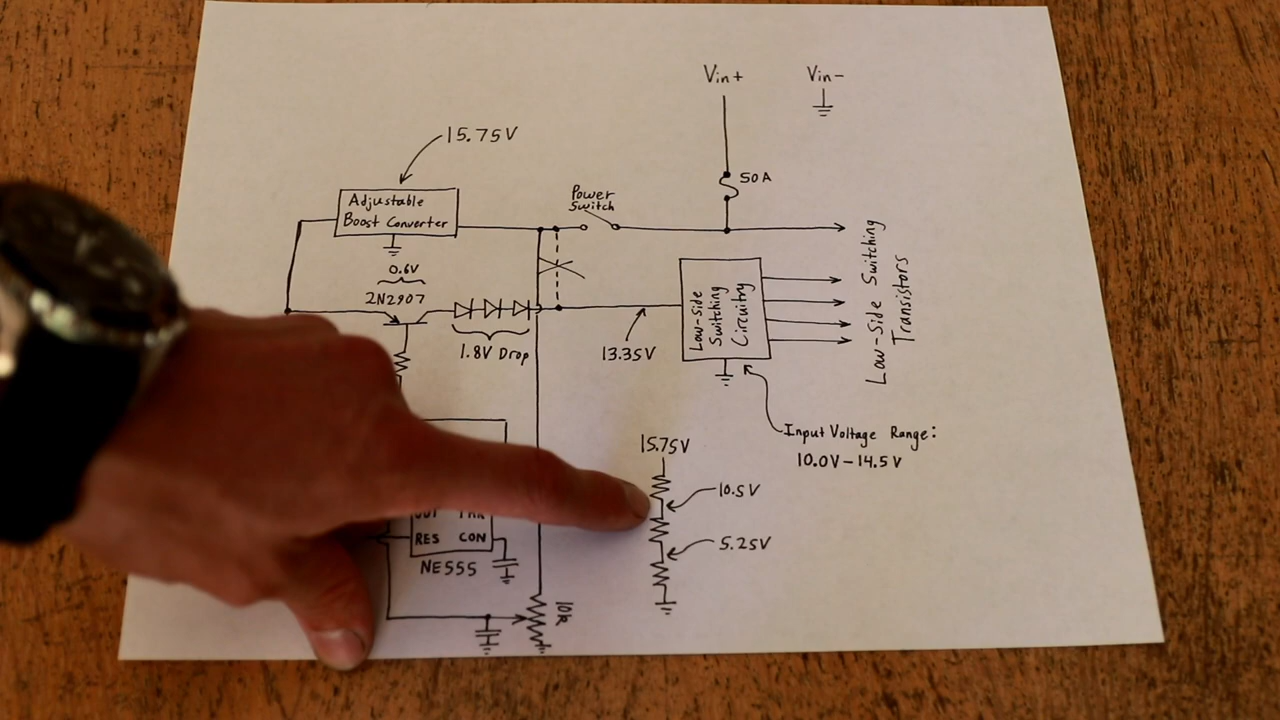 Vin+
Vin-
15.75V
50A
Power
Switch
Adjustable
Boost Converter
0.6V
2N2907
1.8V Drop
13.35V
Low-Side
Switching
Circuitry
Low-Side Switching
Transistors
Input Voltage Range:
10.0V-14.5V
15.75V
10.5V
5.25V
RES CON
NE555
10k